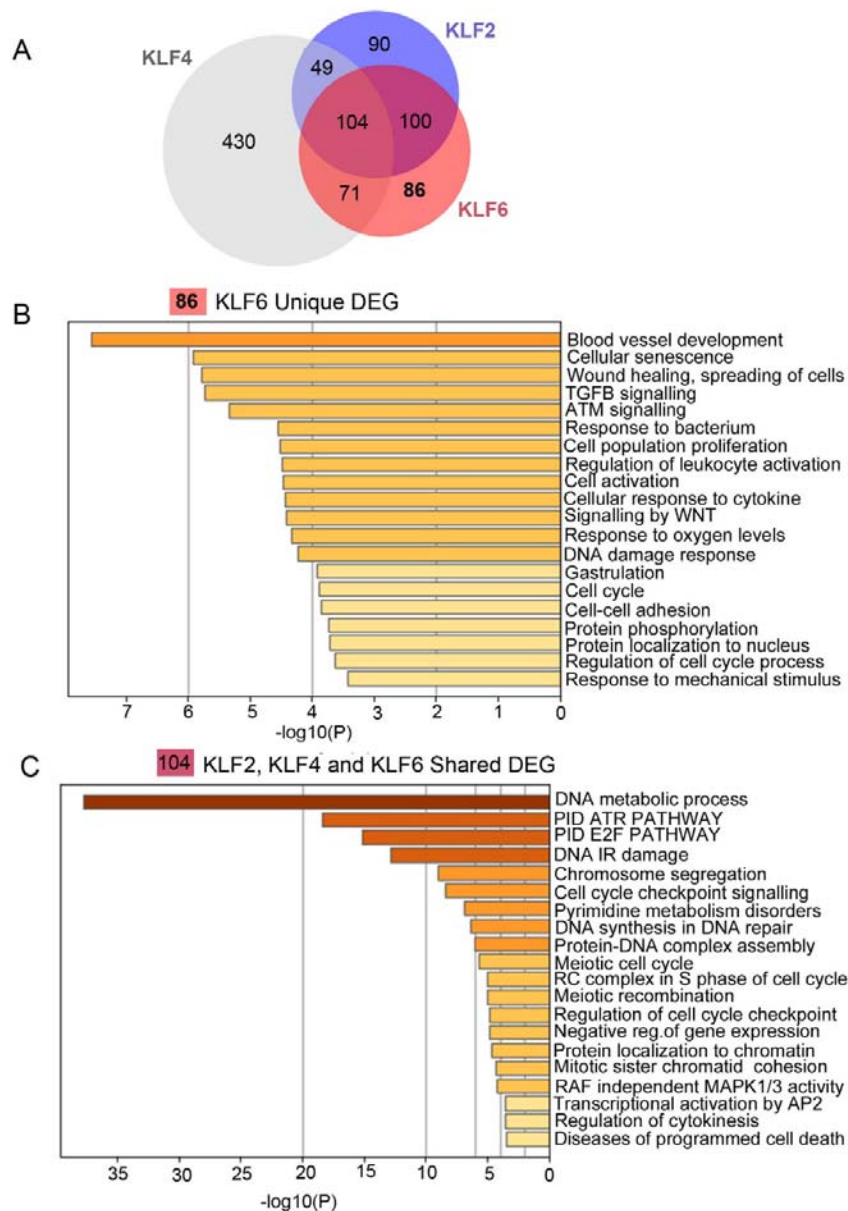 A
KLF4
KLF2
90
49
430
104
100
71
86
KLF6
86 KLF6 Unique DEG
B
Blood vessel development
Cellular senescence
Wound healing, spreading of cells
TGFB signalling
ATM signalling
Response to bacterium
Cell population proliferation
Regulation of leukocyte activation
Cell activation
Cellular response to cytokine
Signalling by WNT
Response to oxygen levels
DNA damage response
Gastrulation
Cell cycle
Cell-cell adhesion
Protein phosphorylation
Protein localization to nucleus
Regulation of cell cycle process
Response to mechanical stimulus
7 6 5 4 3 2 1 0
-log10(P)
C
104 KLF2, KLF4 and KLF6 Shared DEG
DNA metabolic process
PID ATR PATHWAY
PID E2F PATHWAY
DNA IR damage
Chromosome segregation
Cell cycle checkpoint signalling
Pyrimidine metabolism disorders
DNA synthesis in DNA repair
Protein-DNA complex assembly
Meiotic cell cycle
RC complex in S phase of cell cycle
Meiotic recombination
Regulation of cell cycle checkpoint
Negative reg.of gene expression
Protein localization to chromatin
Mitotic sister chromatid cohesion
RAF independent MAPK1/3 activity
Transcriptional activation by AP2
Regulation of cytokinesis
Diseases of programmed cell death
35 30 25 20 15 10 5 0
-log10(P)